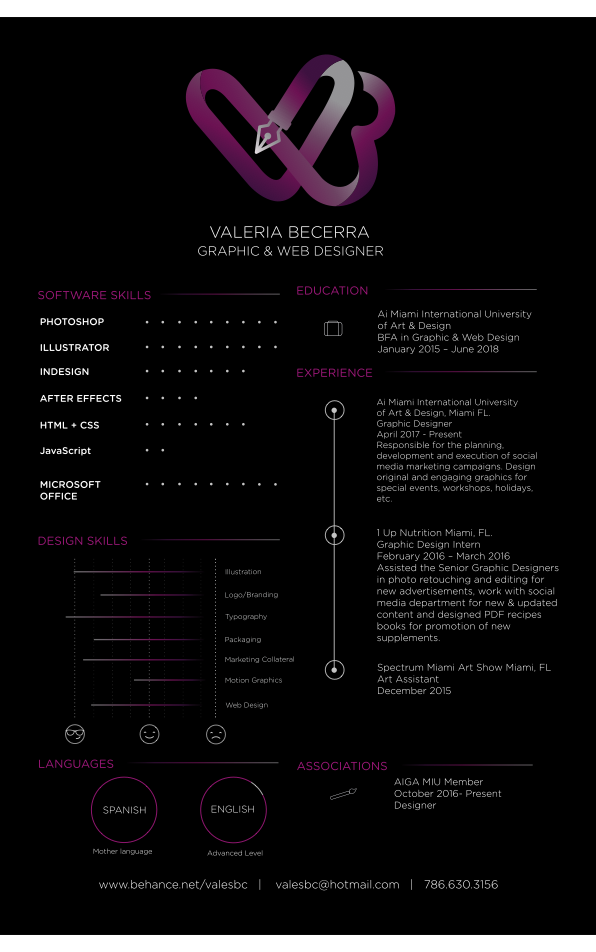 VALERIA BECERRA
GRAPHIC & WEB DESIGNER
SOFTWARE SKILLS
PHOTOSHOP
ILLUSTRATOR
INDESIGN
AFTER EFFECTS
HTML + CSS
JavaScript
MICROSOFT
OFFICE
DESIGN SKILLS
Illustration
Logo/Branding
Typography
Packaging
Marketing Collateral
Motion Graphics
Web Design
LANGUAGES
SPANISH
Mother language
ENGLISH
Advanced Level
EDUCATION
Ai Miami International University
of Art & Design
BFA in Graphic & Web Design
January 2015 – June 2018
EXPERIENCE
Ai Miami International University
of Art & Design, Miami FL.
Graphic Designer
April 2017 - Present
Responsible for the planning,
development and execution of social
media marketing campaigns. Design
original and engaging graphics for
special events, workshops, holidays,
etc.
1 Up Nutrition Miami, FL.
Graphic Design Intern
February 2016 – March 2016
Assisted the Senior Graphic Designers
in photo retouching and editing for
new advertisements, work with social
media department for new & updated
content and designed PDF recipes
books for promotion of new
supplements.
Spectrum Miami Art Show Miami, FL
Art Assistant
December 2015
ASSOCIATIONS
AIGA MIU Member
October 2016- Present
Designer
www.behance.net/valesbc | valesbc@hotmail.com | 786.630.3156